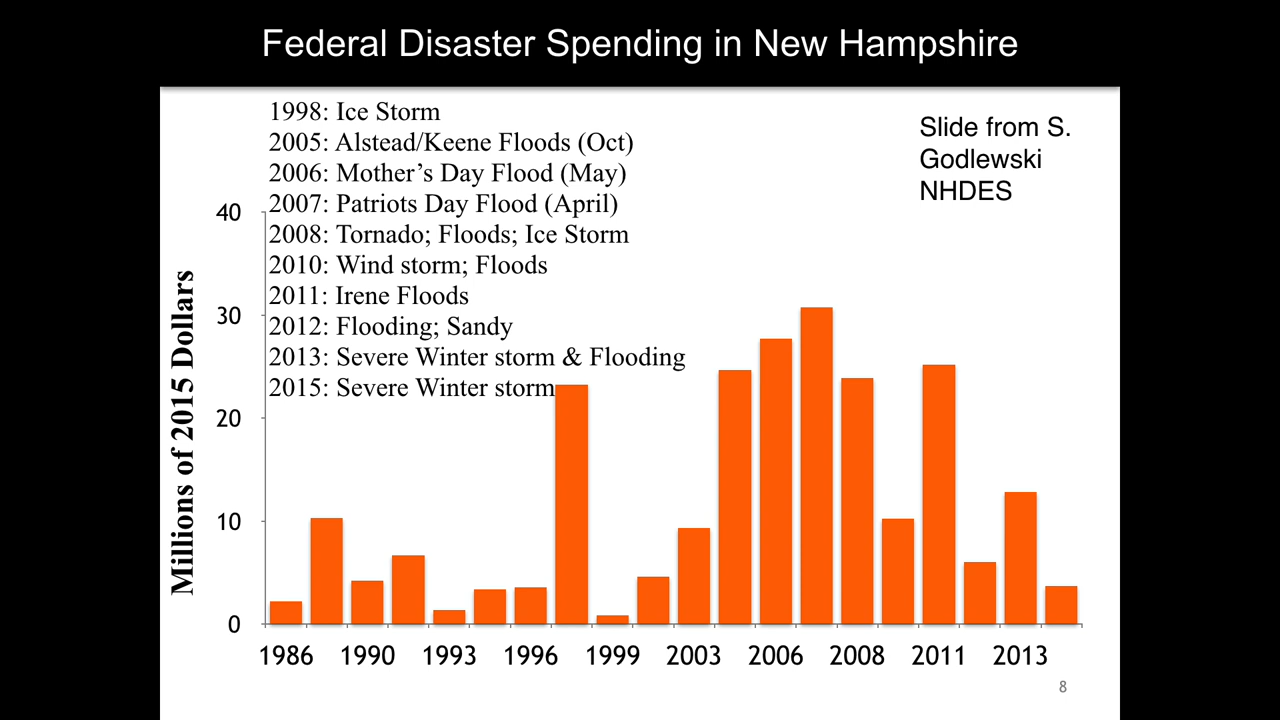 Federal Disaster Spending in New Hampshire
1998: Ice Storm
2005: Alstead/Keene Floods (Oct)
2006: Mother’s Day Flood (May)
2007: Patriots Day Flood (April)
2008: Tornado; Floods; Ice Storm
2010: Wind storm; Floods
2011: Irene Floods
2012: Flooding; Sandy
2013: Severe Winter storm & Flooding
2015: Severe Winter storm
Slide from S.
Godlewski
NHDES
Millions of 2015 Dollars
40
30
20
10
0
1986 1990 1993 1996 1999 2003 2006 2008 2011 2013
8